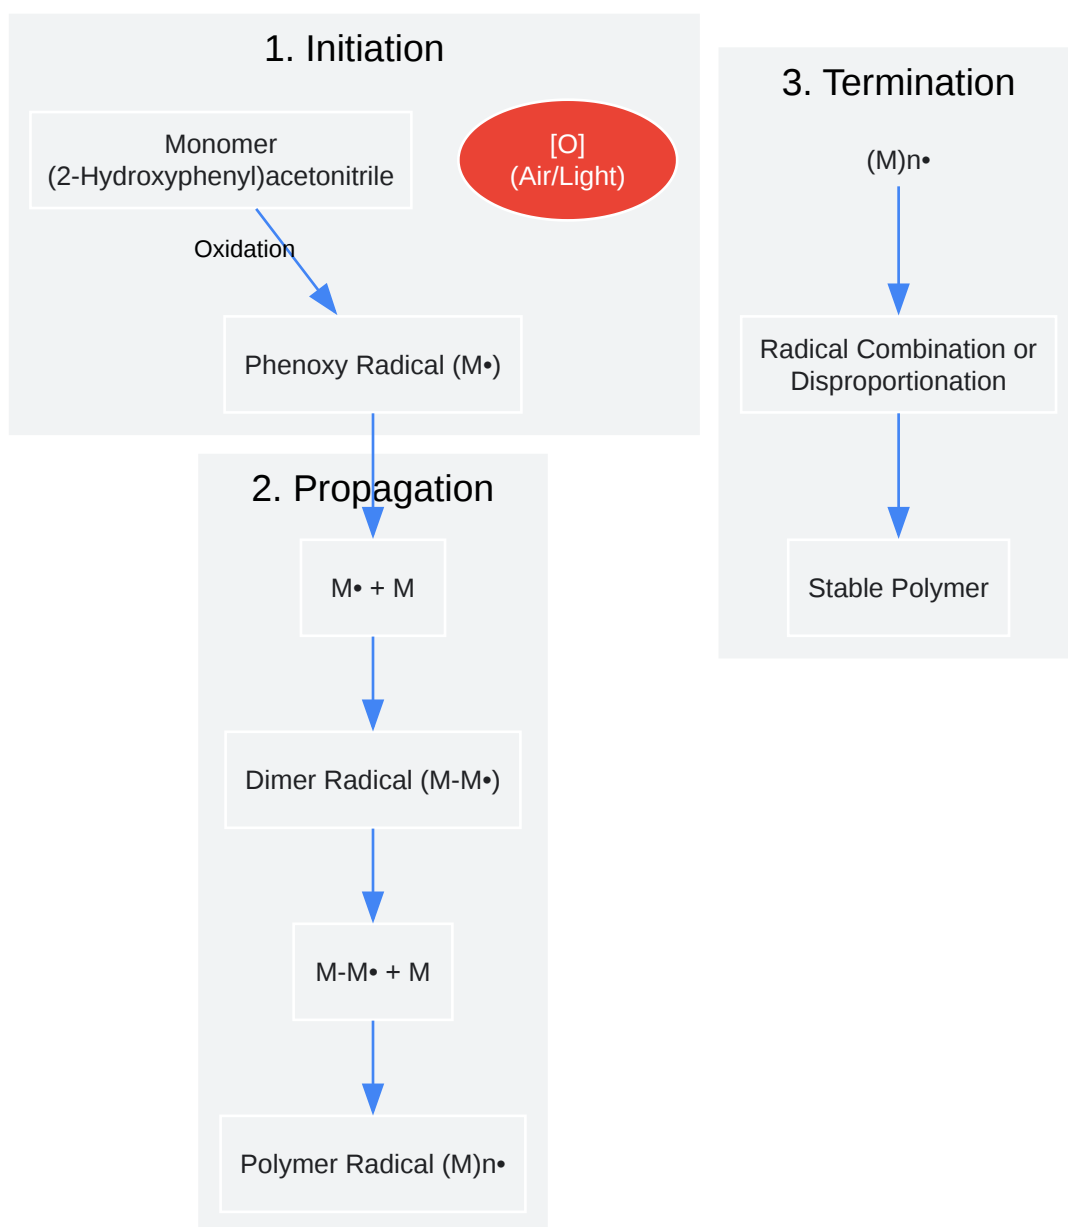 1. Initiation
Monomer
(2-Hydroxyphenyl)acetonitrile
[O]
(Air/Light)
Oxidation
Phenoxy Radical (M•)
2. Propagation
M• + M
Dimer Radical (M-M•)
M-M• + M
Polymer Radical (M)n•
3. Termination
(M)n•
Radical Combination or
Disproportionation
Stable Polymer